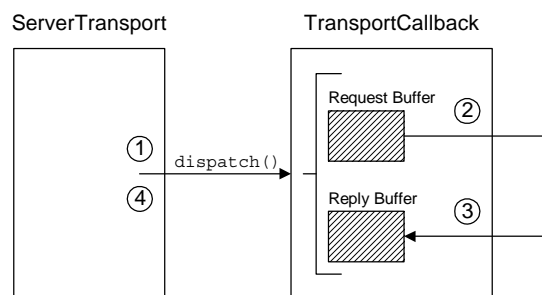 ServerTransport
TransportCallback
Request Buffer
②
①
dispatch()
④
Reply Buffer
③